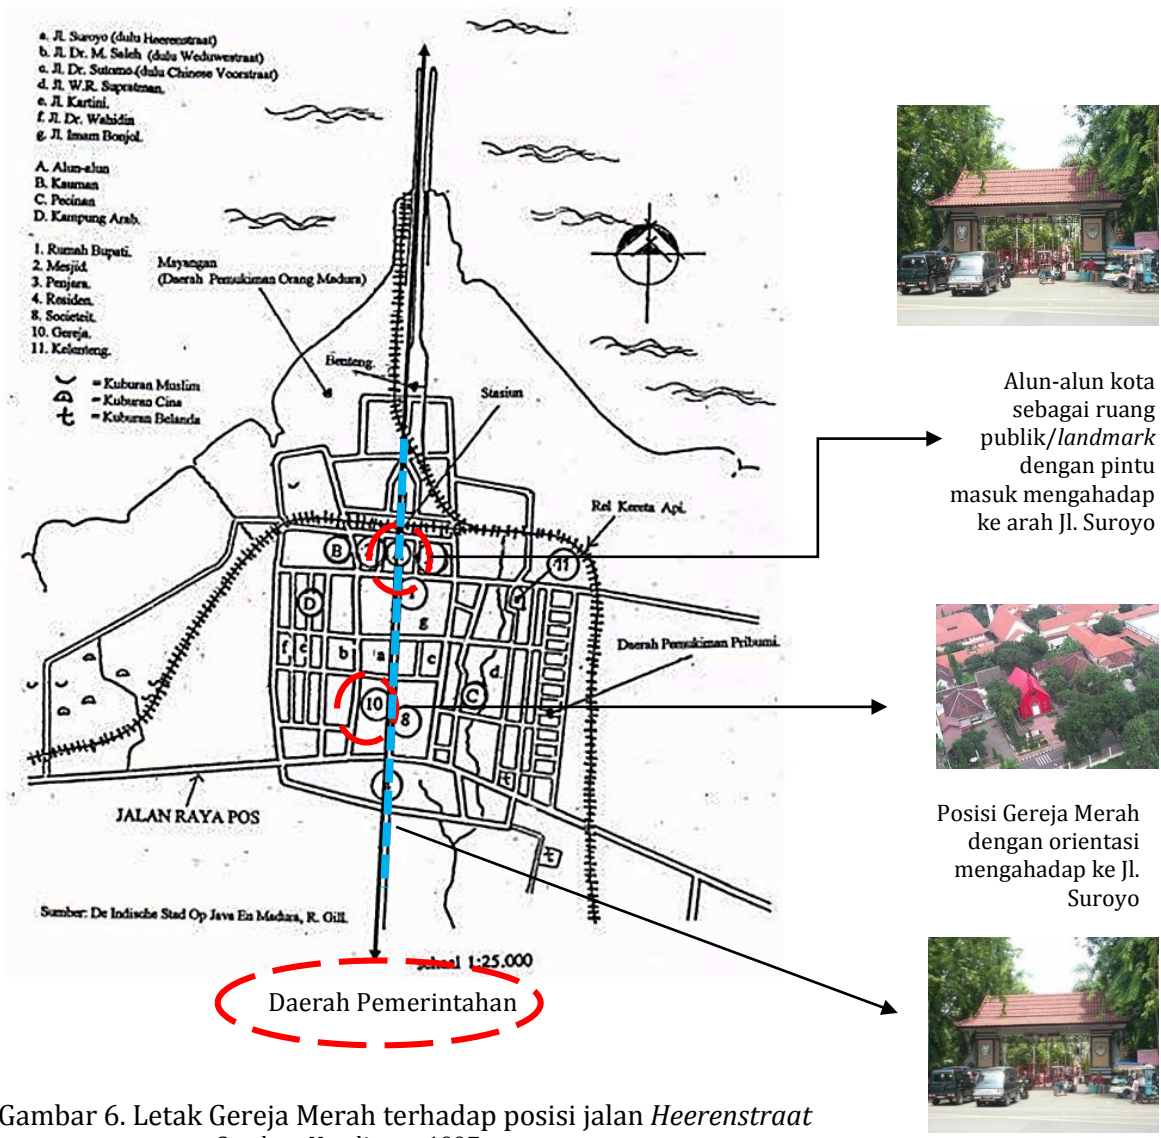 a. Jl. Suroyo (dulu Heerenstraat)
b. Jl. Dr. M. Saleh (dulu Weduwestraat)
c. Jl. Dr. Sutomo (dulu Chinese Voorstraat)
d. Jl. W.R. Supratman.
e. Jl. Kartini.
f. Jl. Dr. Wahidin
g. Jl. Imam Bonjol.
A. Alun-alun
B. Kauman
C. Pecinan
D. Kampung Arab.
1. Rumah Bupati.
2. Mesjid.
3. Penjara.
4. Residen.
8. Societeit.
10. Gereja.
11. Kelenteng.
= Kuburan Muslim
= Kuburan Cina
= Kuburan Belanda
Mayangan
(Daerah Pemukiman Orang Madura)
Benteng
Stasiun
Rel Kereta Api.
B
11
D
g
Daerah Pemukiman Pribumi.
f
c
b
a
c
d
10
8
C
JALAN RAYA POS
Sumber: De Indische Stad Op Java En Madura, R. Gill.
1:25.000
Daerah Pemerintahan
Alun-alun kota
sebagai ruang
publik/landmark
dengan pintu
masuk mengahadap
ke arah Jl. Suroyo
Posisi Gereja Merah
dengan orientasi
mengahadap ke Jl.
Suroyo
Gambar 6. Letak Gereja Merah terhadap posisi jalan Heerenstraat